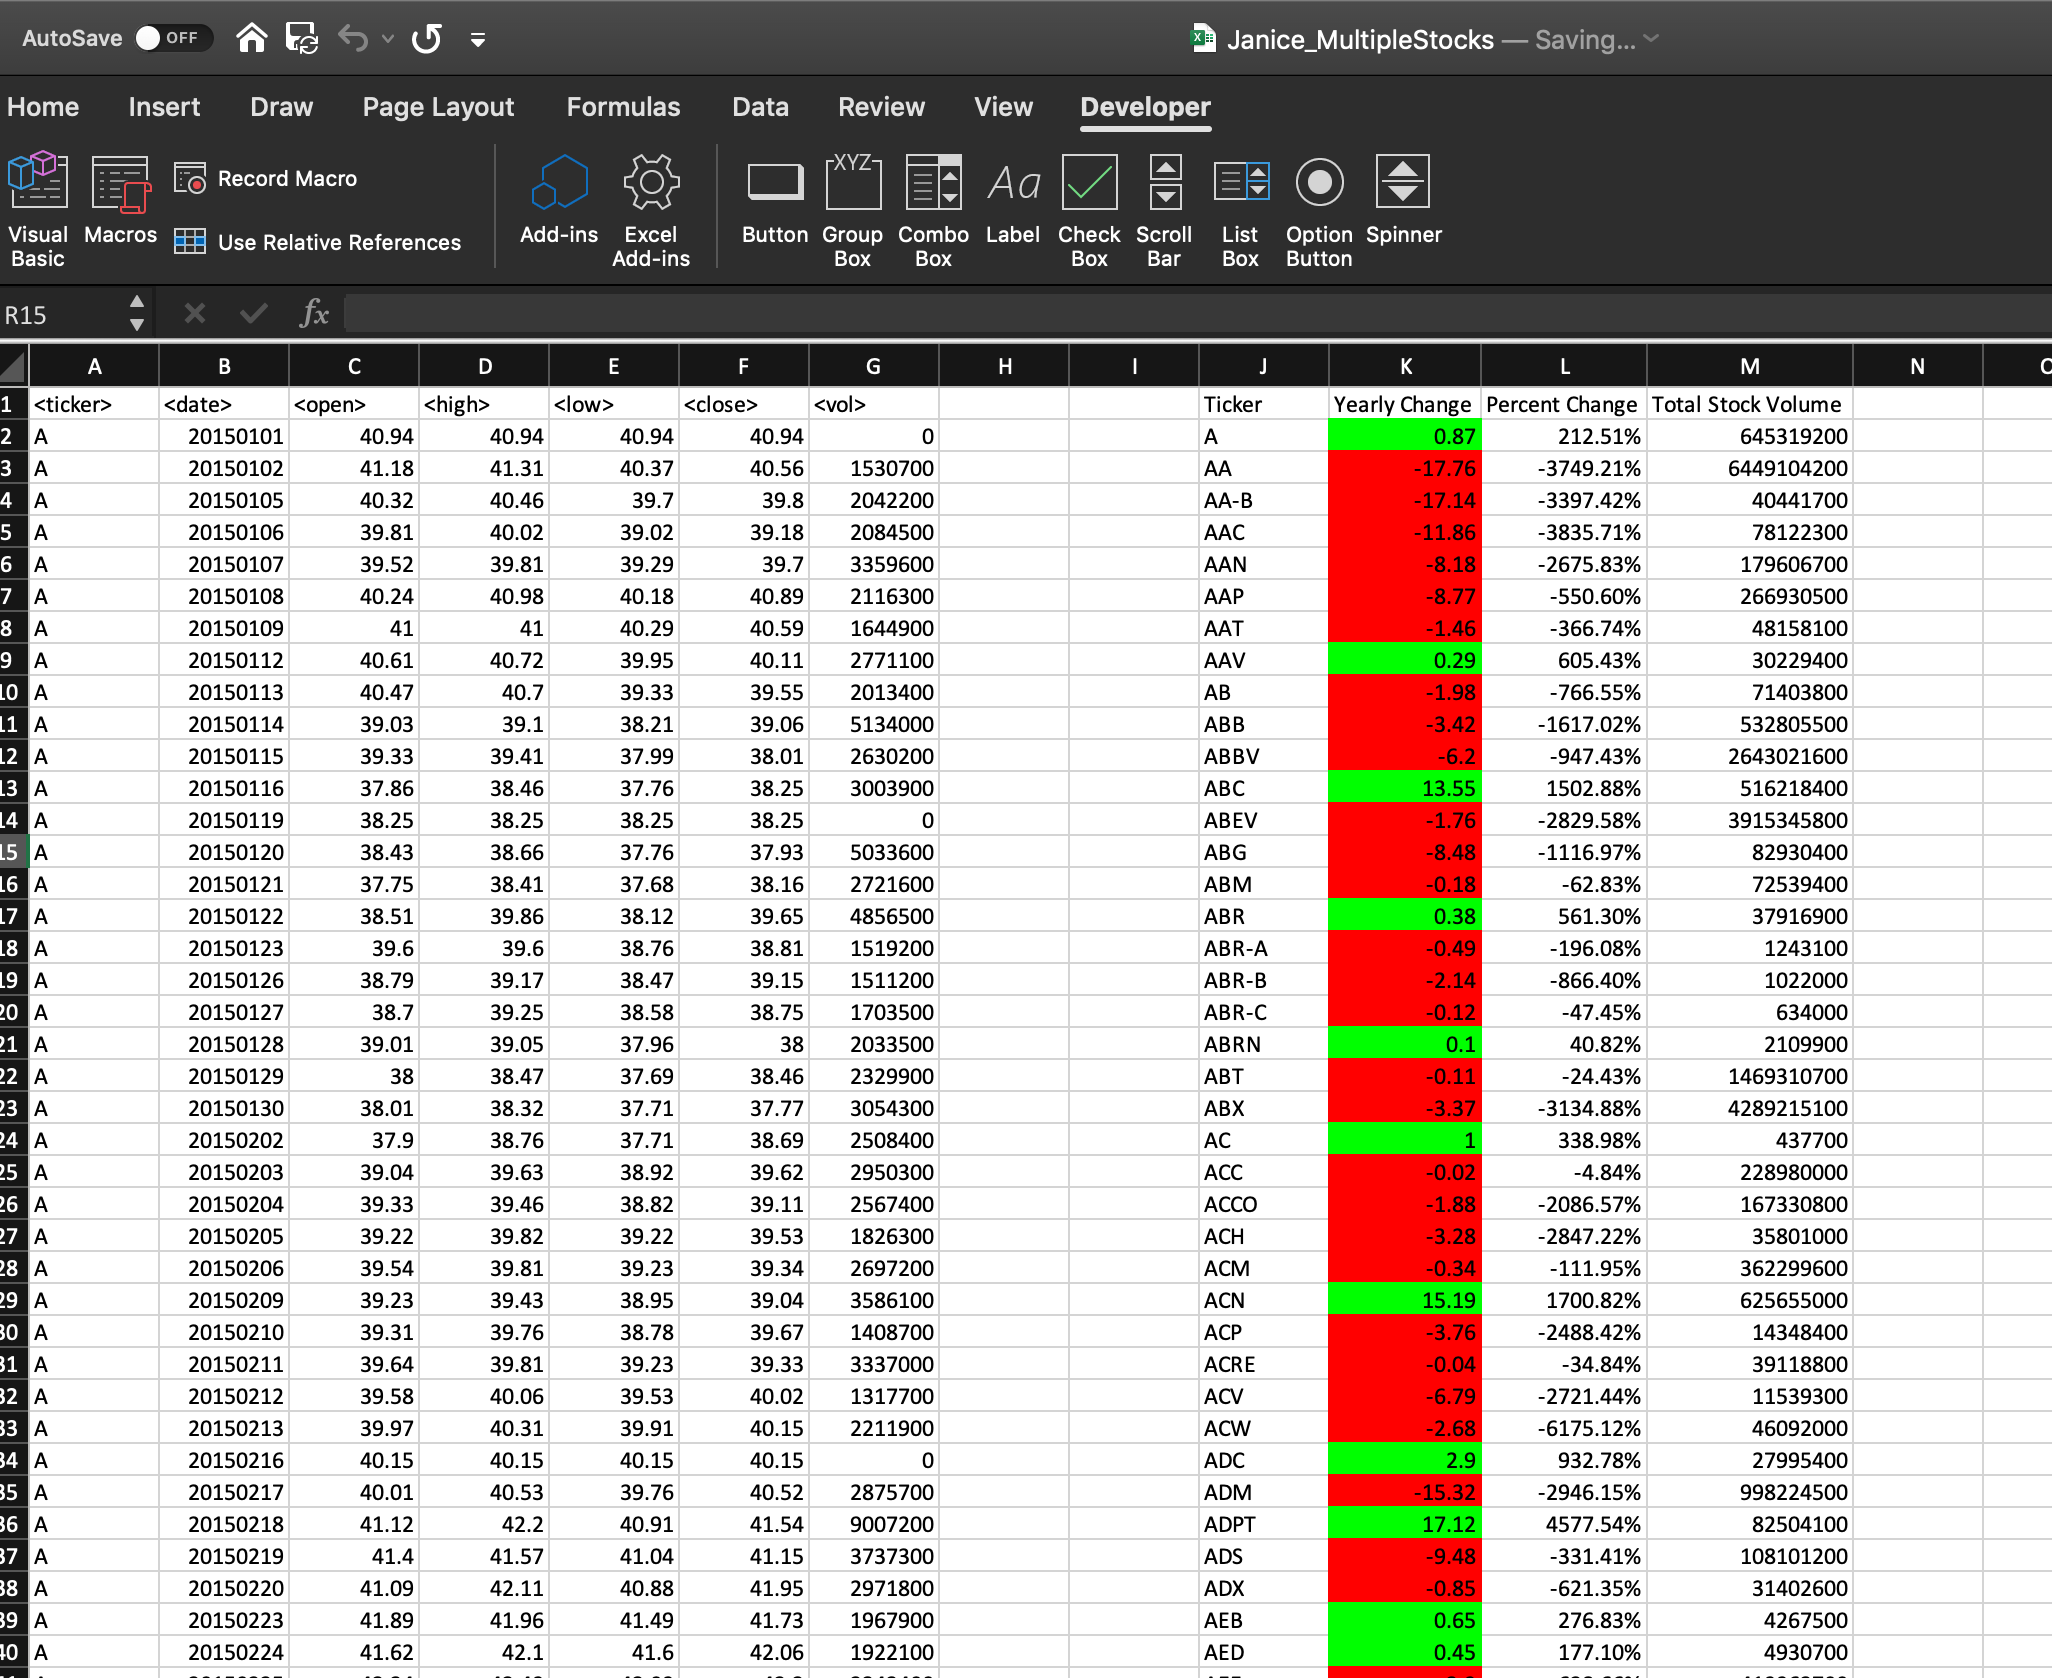 AutoSave OFF Janice_MultipleStocks — Saving...
Home Insert Draw Page Layout Formulas Data Review View Developer
Visual Basic Macros Record Macro Use Relative References Add-ins Excel Add-ins Button Group Box Combo Box Label Check Box Scroll Bar List Box Option Button Spinner
XYZ Aa
R15 fx
A B C D E F G H I J K L M N
1 <ticker> <date> <open> <high> <low> <close> <vol> Ticker Yearly Change Percent Change Total Stock Volume
2 A 20150101 40.94 40.94 40.94 40.94 0 A 0.87 212.51% 645319200
3 A 20150102 41.18 41.31 40.37 40.56 1530700 AA -17.76 -3749.21% 6449104200
4 A 20150105 40.32 40.46 39.7 39.8 2042200 AA-B -17.14 -3397.42% 40441700
5 A 20150106 39.81 40.02 39.02 39.18 2084500 AAC -11.86 -3835.71% 78122300
6 A 20150107 39.52 39.81 39.29 39.7 3359600 AAN -8.18 -2675.83% 179606700
7 A 20150108 40.24 40.98 40.18 40.89 2116300 AAP -8.77 -550.60% 266930500
8 A 20150109 41 41 40.29 40.59 1644900 AAT -1.46 -366.74% 48158100
9 A 20150112 40.61 40.72 39.95 40.11 2771100 AAV 0.29 605.43% 30229400
10 A 20150113 40.47 40.7 39.33 39.55 2013400 AB -1.98 -766.55% 71403800
11 A 20150114 39.03 39.1 38.21 39.06 5134000 ABB -3.42 -1617.02% 532805500
12 A 20150115 39.33 39.41 37.99 38.01 2630200 ABBV -6.2 -947.43% 2643021600
13 A 20150116 37.86 38.46 37.76 38.25 3003900 ABC 13.55 1502.88% 516218400
14 A 20150119 38.25 38.25 38.25 38.25 0 ABEV -1.76 -2829.58% 3915345800
15 A 20150120 38.43 38.66 37.76 37.93 5033600 ABG -8.48 -1116.97% 82930400
16 A 20150121 37.75 38.41 37.68 38.16 2721600 ABM -0.18 -62.83% 72539400
17 A 20150122 38.51 39.86 38.12 39.65 4856500 ABR 0.38 561.30% 37916900
18 A 20150123 39.6 39.6 38.76 38.81 1519200 ABR-A -0.49 -196.08% 1243100
19 A 20150126 38.79 39.17 38.47 39.15 1511200 ABR-B -2.14 -866.40% 1022000
20 A 20150127 38.7 39.25 38.58 38.75 1703500 ABR-C -0.12 -47.45% 634000
21 A 20150128 39.01 39.05 37.96 38 2033500 ABRN 0.1 40.82% 2109900
22 A 20150129 38 38.47 37.69 38.46 2329900 ABT -0.11 -24.43% 1469310700
23 A 20150130 38.01 38.32 37.71 37.77 3054300 ABX -3.37 -3134.88% 4289215100
24 A 20150202 37.9 38.76 37.71 38.69 2508400 AC 1 338.98% 437700
25 A 20150203 39.04 39.63 38.92 39.62 2950300 ACC -0.02 -4.84% 228980000
26 A 20150204 39.33 39.46 38.82 39.11 2567400 ACCO -1.88 -2086.57% 167330800
27 A 20150205 39.22 39.82 39.22 39.53 1826300 ACH -3.28 -2847.22% 35801000
28 A 20150206 39.54 39.81 39.23 39.34 2697200 ACM -0.34 -111.95% 362299600
29 A 20150209 39.23 39.43 38.95 39.04 3586100 ACN 15.19 1700.82% 625655000
30 A 20150210 39.31 39.76 38.78 39.67 1408700 ACP -3.76 -2488.42% 14348400
31 A 20150211 39.64 39.81 39.23 39.33 3337000 ACRE -0.04 -34.84% 39118800
32 A 20150212 39.58 40.06 39.53 40.02 1317700 ACV -6.79 -2721.44% 11539300
33 A 20150213 39.97 40.31 39.91 40.15 2211900 ACW -2.68 -6175.12% 46092000
34 A 20150216 40.15 40.15 40.15 40.15 0 ADC 2.9 932.78% 27995400
35 A 20150217 40.01 40.53 39.76 40.52 2875700 ADM -15.32 -2946.15% 998224500
36 A 20150218 41.12 42.2 40.91 41.54 9007200 ADPT 17.12 4577.54% 82504100
37 A 20150219 41.4 41.57 41.04 41.15 3737300 ADS -9.48 -331.41% 108101200
38 A 20150220 41.09 42.11 40.88 41.95 2971800 ADX -0.85 -621.35% 31402600
39 A 20150223 41.89 41.96 41.49 41.73 1967900 AEB 0.65 276.83% 4267500
40 A 20150224 41.62 42.1 41.6 42.06 1922100 AED 0.45 177.10% 4930700